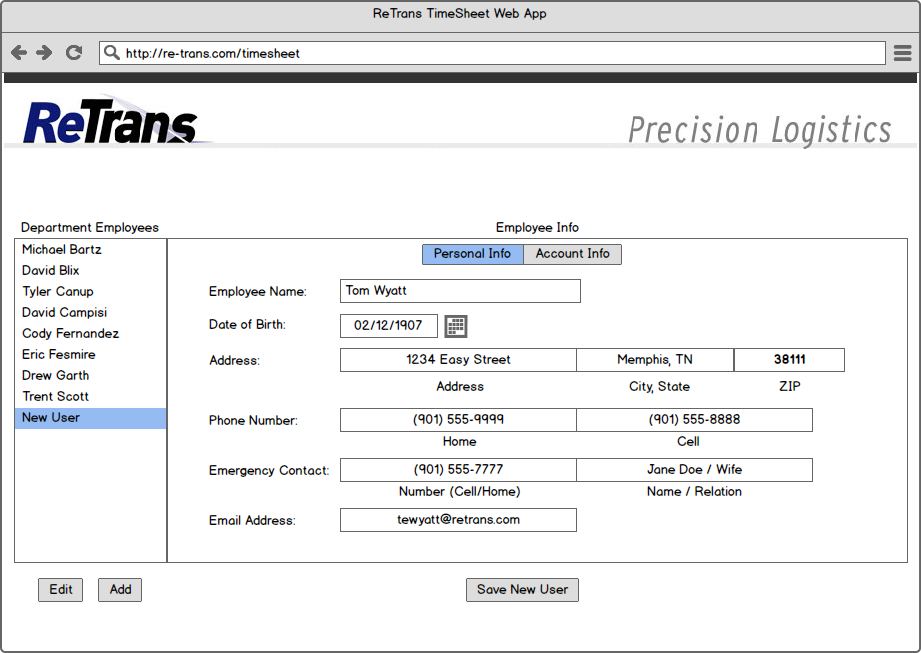 ReTrans TimeSheet Web App
http://re-trans.com/timesheet
ReTrans
Precision Logistics
Department Employees
Employee Info
Michael Bartz
David Blix
Tyler Canup
David Campisi
Cody Fernandez
Eric Fesmire
Drew Garth
Trent Scott
New User
Personal Info Account Info
Employee Name: Tom Wyatt
Date of Birth: 02/12/1907
Address: 1234 Easy Street Memphis, TN 38111
Address City, State ZIP
Phone Number: (901) 555-9999 (901) 555-8888
Home Cell
Emergency Contact: (901) 555-7777 Jane Doe / Wife
Number (Cell/Home) Name / Relation
Email Address: tewyatt@retrans.com
Edit Add Save New User